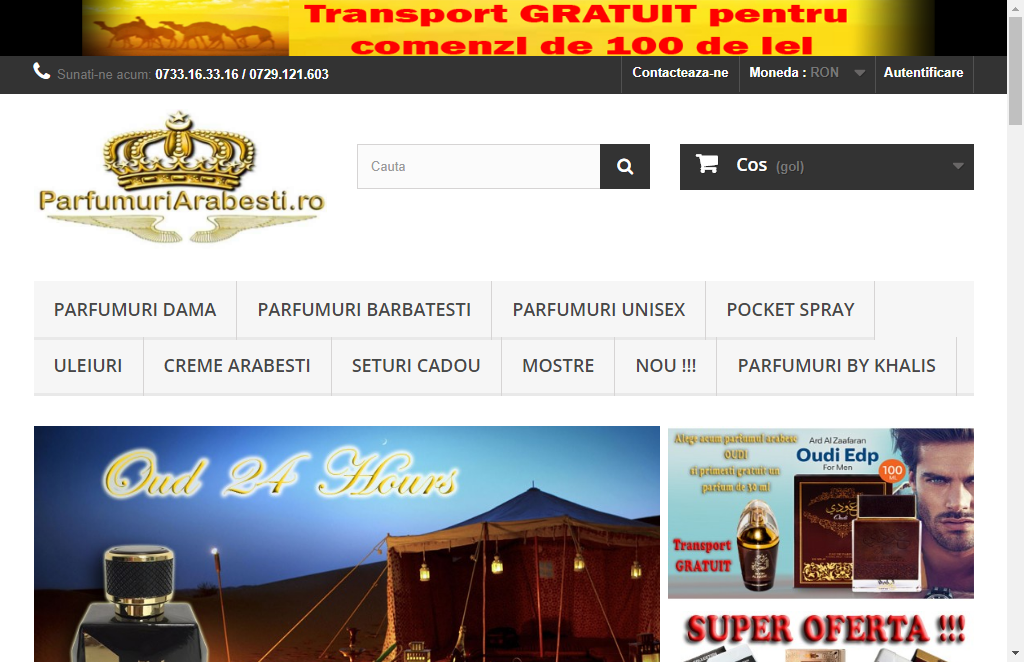 Transport GRATUIT pentru
comenzi de 100 de lei
Sunati-ne acum: 0733.16.33.16 / 0729.121.603
Contacteaza-ne
Moneda : RON
Autentificare
ParfumuriArabesti.ro
Cauta
Cos (gol)
PARFUMURI DAMA
PARFUMURI BARBATESTI
PARFUMURI UNISEX
POCKET SPRAY
ULEIURI
CREME ARABESTI
SETURI CADOU
MOSTRE
NOU !!!
PARFUMURI BY KHALIS
Oud 24 Hours
Alege acum parfumul arabesc
OUDI
si primesti gratuit un
parfum de 30 ml!
Ard Al Zaafaran
Oudi Edp
For Men
100
ML
Transport
GRATUIT
Oudi
SUPER OFERTA !!!